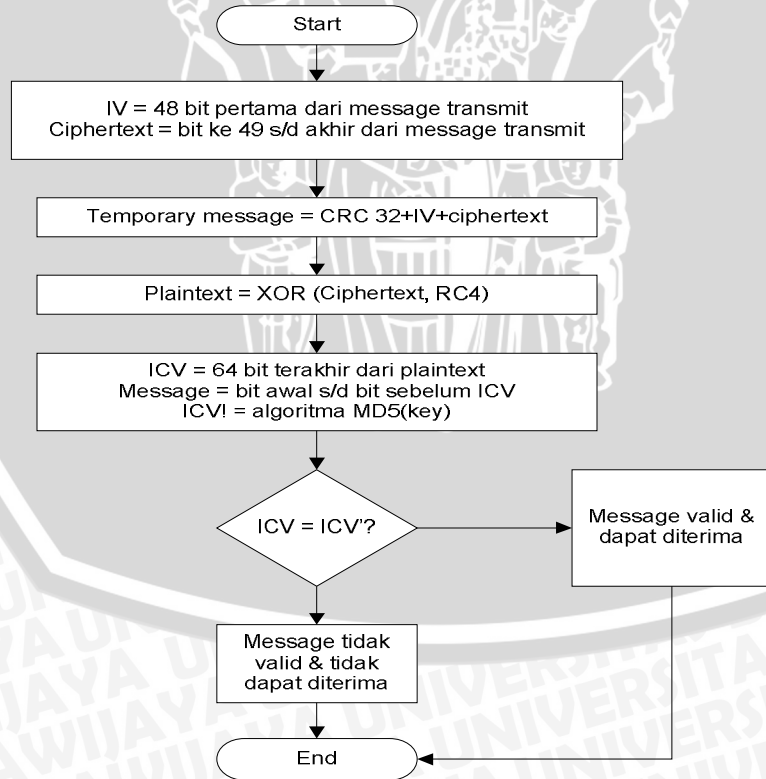 Start
IV = 48 bit pertama dari message transmit
Ciphertext = bit ke 49 s/d akhir dari message transmit
Temporary message = CRC 32+IV+ciphertext
Plaintext = XOR (Ciphertext, RC4)
ICV = 64 bit terakhir dari plaintext
Message = bit awal s/d bit sebelum ICV
ICV! = algoritma MD5(key)
ICV = ICV'?
Message valid &
dapat diterima
Message tidak
valid & tidak
dapat diterima
End